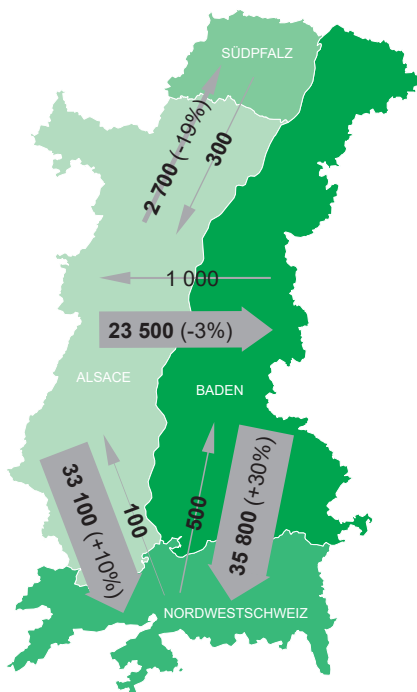 SÜDPFALZ
2 700 (-19%)
300
1 000
23 500 (-3%)
ALSACE
BADEN
33 100 (+10%)
100
500
35 800 (+30%)
NORDWESTSCHWEIZ